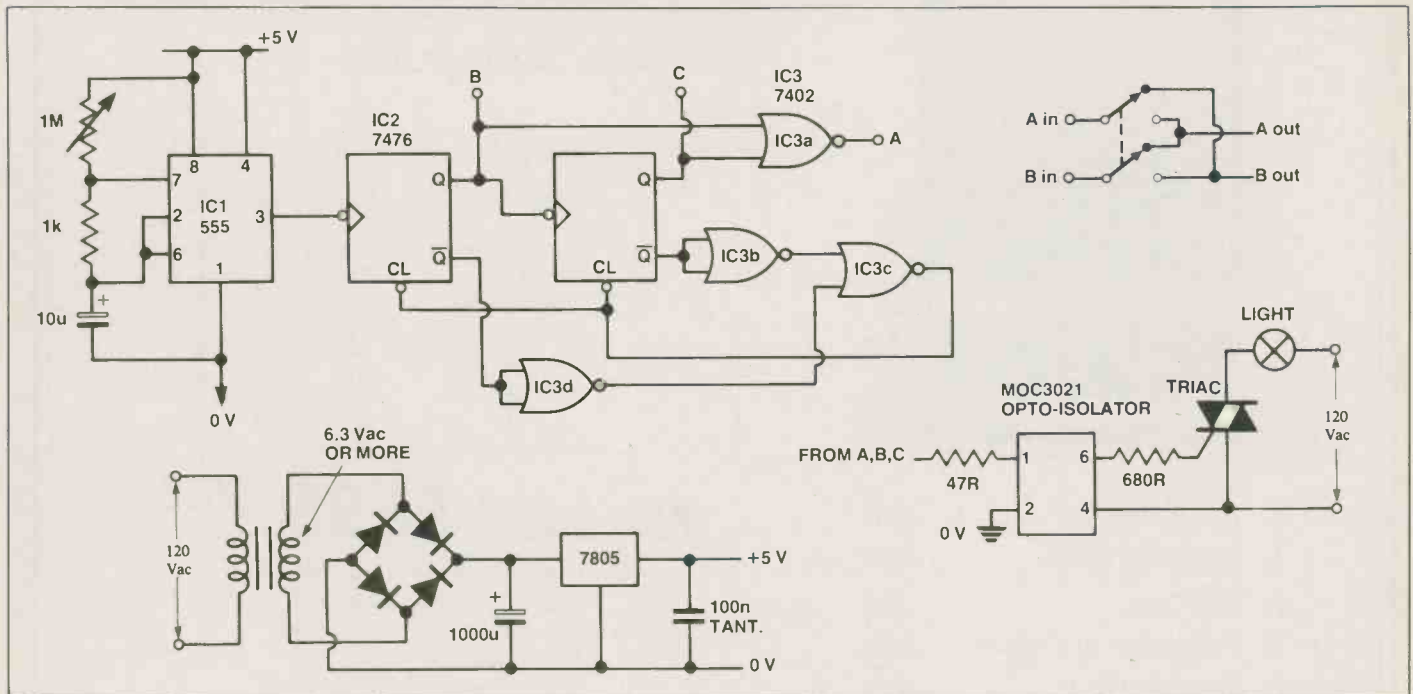 +5 V
1M
8
4
7
1k
2
IC1
555
3
6
1
10u
0 V
IC2
7476
Q
Q
CL
B
Q
Q
CL
C
IC3
7402
IC3a
A
IC3b
IC3c
IC3d
A in
B in
A out
B out
FROM A,B,C
47R
0 V
MOC3021
OPTO-ISOLATOR
1
2
6
4
680R
TRIAC
LIGHT
120
Vac
120
Vac
6.3 Vac
OR MORE
+
1000u
7805
100n
TANT.
+5 V
0 V